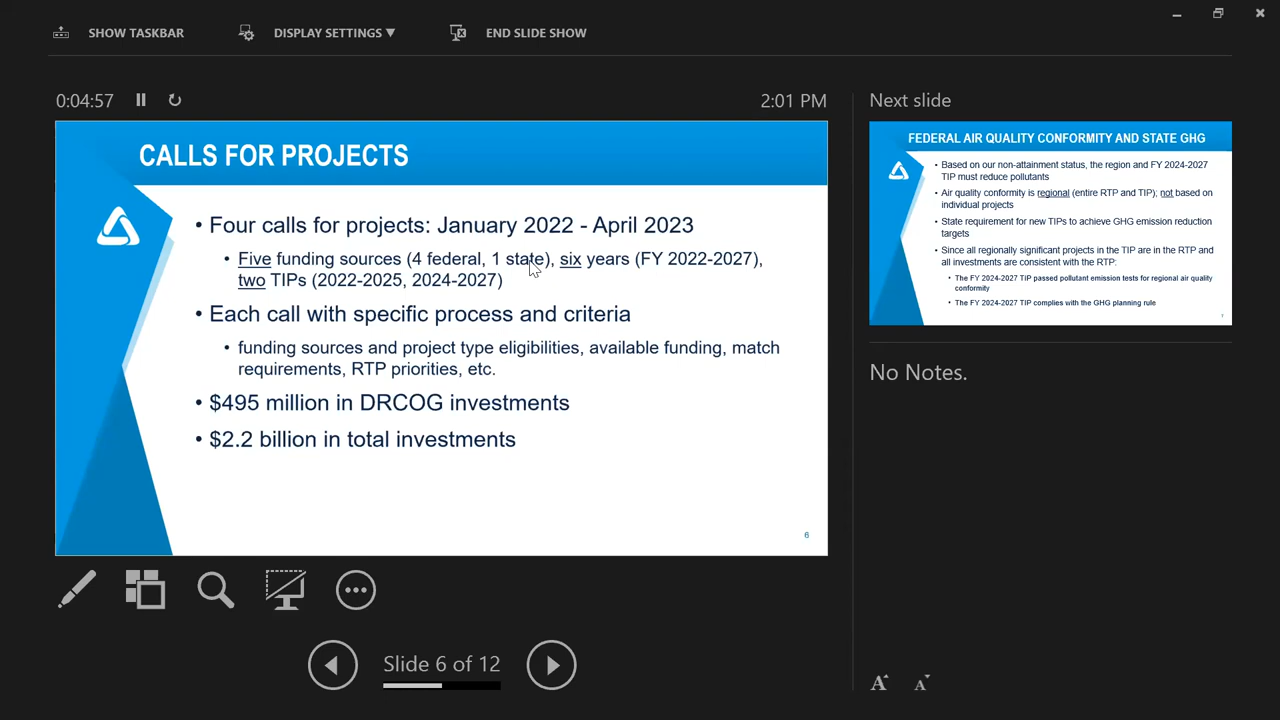 SHOW TASKBAR
DISPLAY SETTINGS ▼
END SLIDE SHOW
0:04:57
2:01 PM
CALLS FOR PROJECTS
• Four calls for projects: January 2022 - April 2023
• Five funding sources (4 federal, 1 state), six years (FY 2022-2027),
two TIPs (2022-2025, 2024-2027)
• Each call with specific process and criteria
• funding sources and project type eligibilities, available funding, match
requirements, RTP priorities, etc.
• $495 million in DRCOG investments
• $2.2 billion in total investments
6
Slide 6 of 12
Next slide
FEDERAL AIR QUALITY CONFORMITY AND STATE GHG
• Based on our non-attainment status, the region and FY 2024-2027
TIP must reduce pollutants
• Air quality conformity is regional (entire RTP and TIP); not based on
individual projects
• State requirement for new TIPs to achieve GHG emission reduction
targets
• Since all regionally significant projects in the TIP are in the RTP and
all investments are consistent with the RTP:
• The FY 2024-2027 TIP passed pollutant emission tests for regional air quality
conformity
• The FY 2024-2027 TIP complies with the GHG planning rule
7
No Notes.
A A